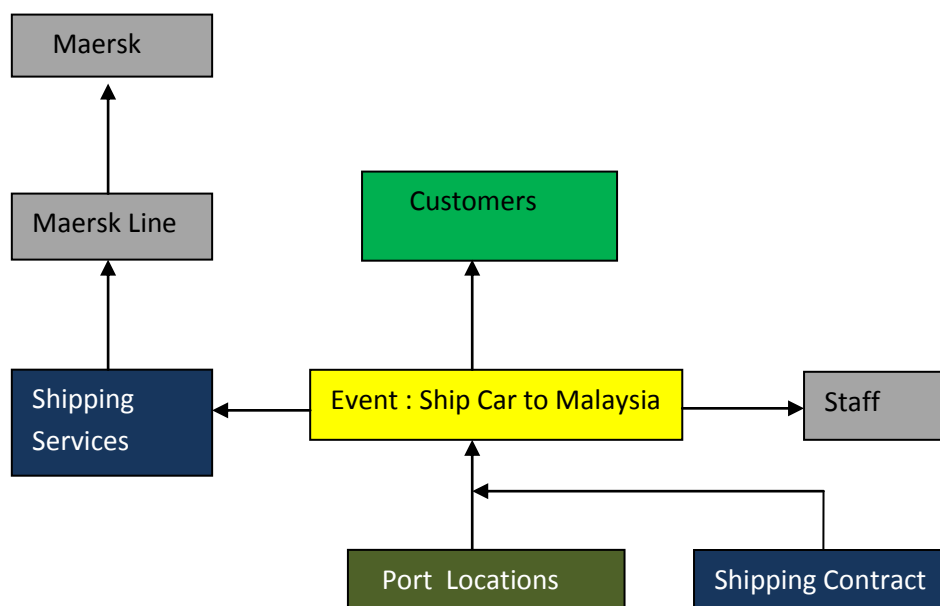 Maersk
Maersk Line
Customers
Shipping
Services
Event : Ship Car to Malaysia
Staff
Port Locations
Shipping Contract